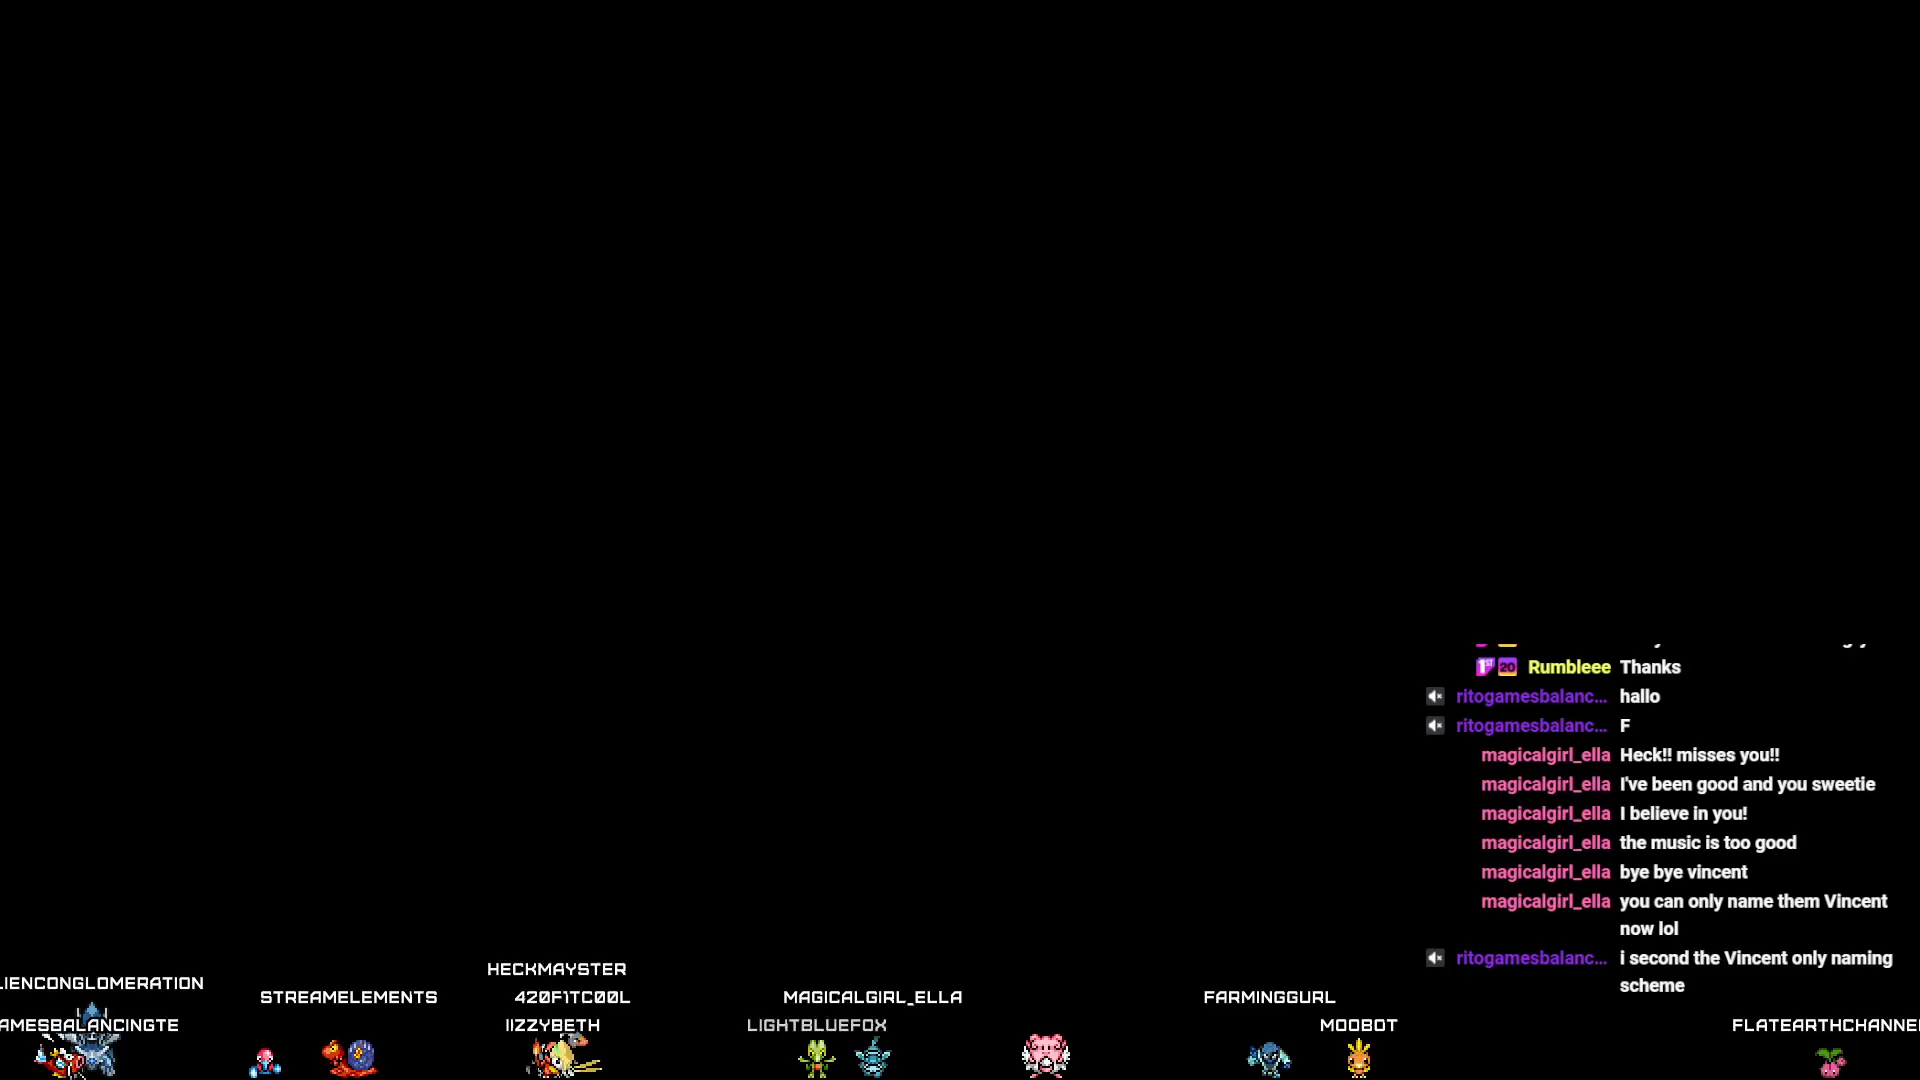 1ST 20 Rumbleee Thanks
ritogamesbalanc... hallo
ritogamesbalanc... F
magicalgirl_ella Heck!! misses you!!
magicalgirl_ella I've been good and you sweetie
magicalgirl_ella I believe in you!
magicalgirl_ella the music is too good
magicalgirl_ella bye bye vincent
magicalgirl_ella you can only name them Vincent
now lol
ritogamesbalanc... i second the Vincent only naming
scheme
HECKMAYSTER
LIENCONGLOMERATION
STREAMELEMENTS
420F1TC00L
MAGICALGIRL_ELLA
FARMINGGURL
AMESBALANCINGTE
IIZZYBETH
LIGHTBLUEFOX
MOOBOT
FLATEARTHCHANNE